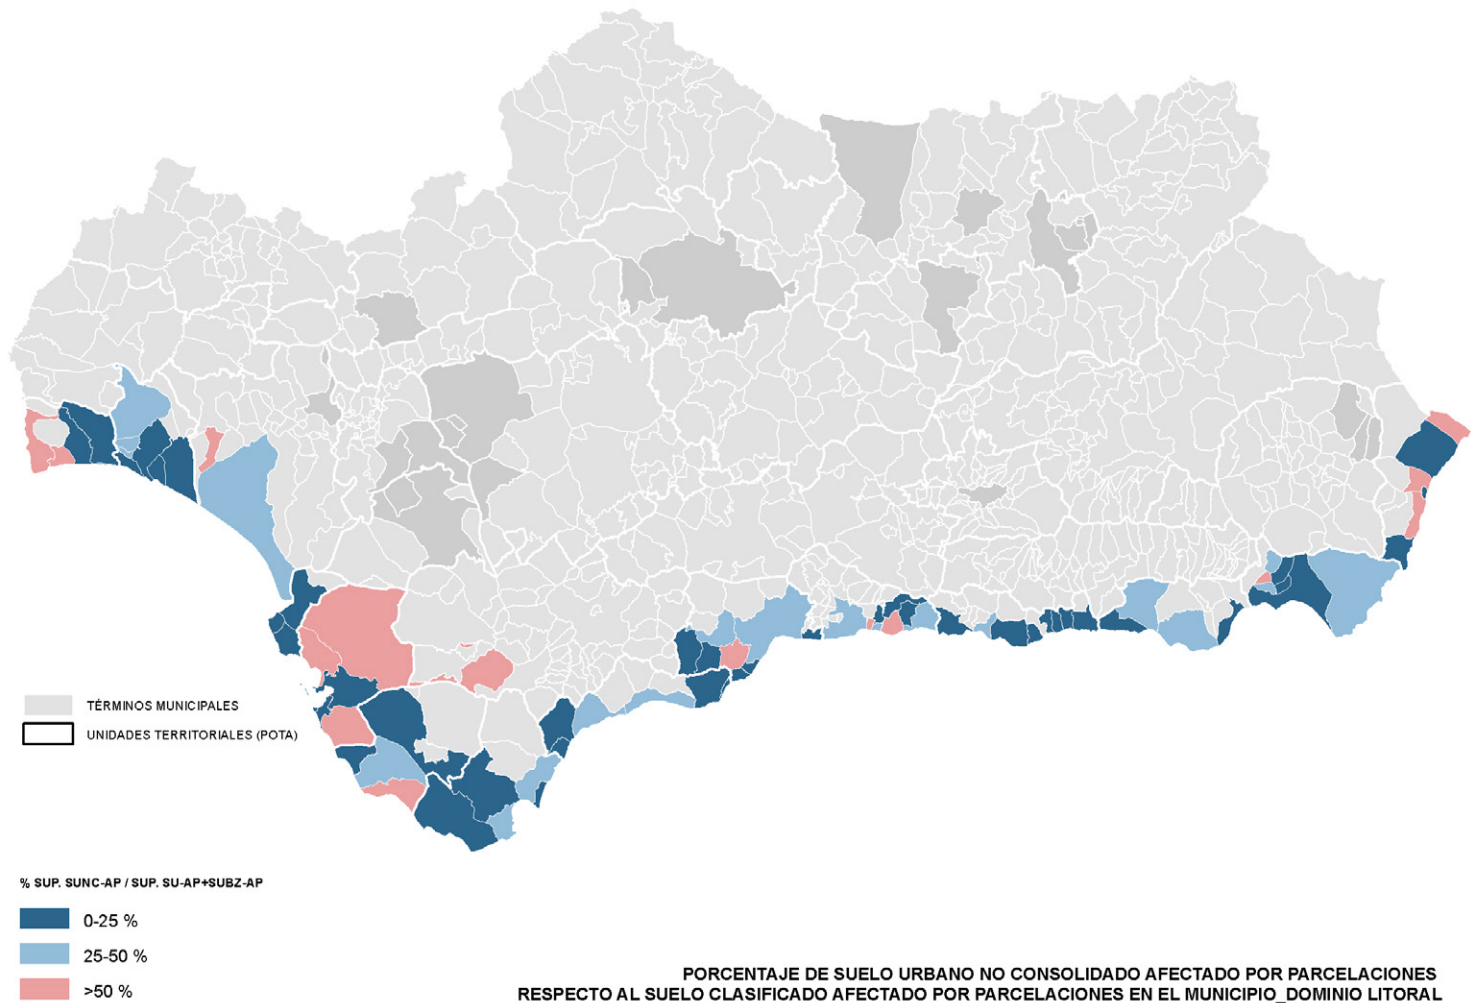 TÉRMINOS MUNICIPALES
UNIDADES TERRITORIALES (POTA)
% SUP. SUNC-AP / SUP. SU-AP+SUBZ-AP
0-25 %
25-50 %
>50 %
PORCENTAJE DE SUELO URBANO NO CONSOLIDADO AFECTADO POR PARCELACIONES
RESPECTO AL SUELO CLASIFICADO AFECTADO POR PARCELACIONES EN EL MUNICIPIO_DOMINIO LITORAL